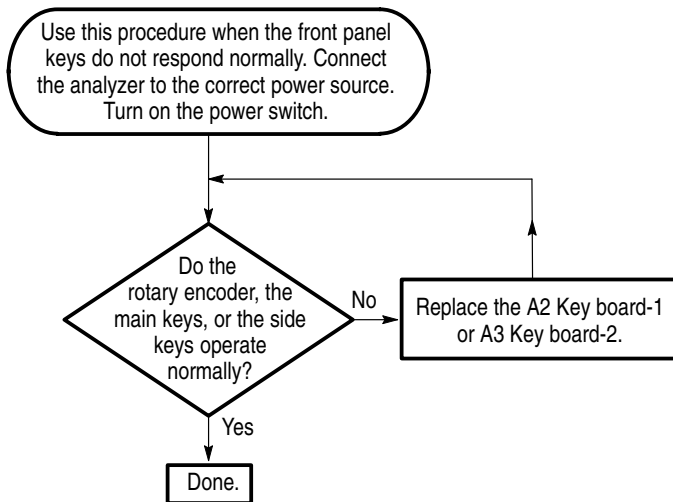 Use this procedure when the front panel
keys do not respond normally. Connect
the analyzer to the correct power source.
Turn on the power switch.
Do the
rotary encoder, the
main keys, or the side
keys operate
normally?
No
Replace the A2 Key board-1
or A3 Key board-2.
Yes
Done.